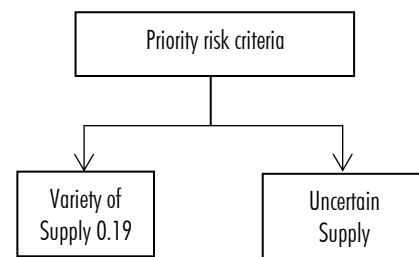 Priority risk criteria
Variety of
Supply 0.19
Uncertain
Supply